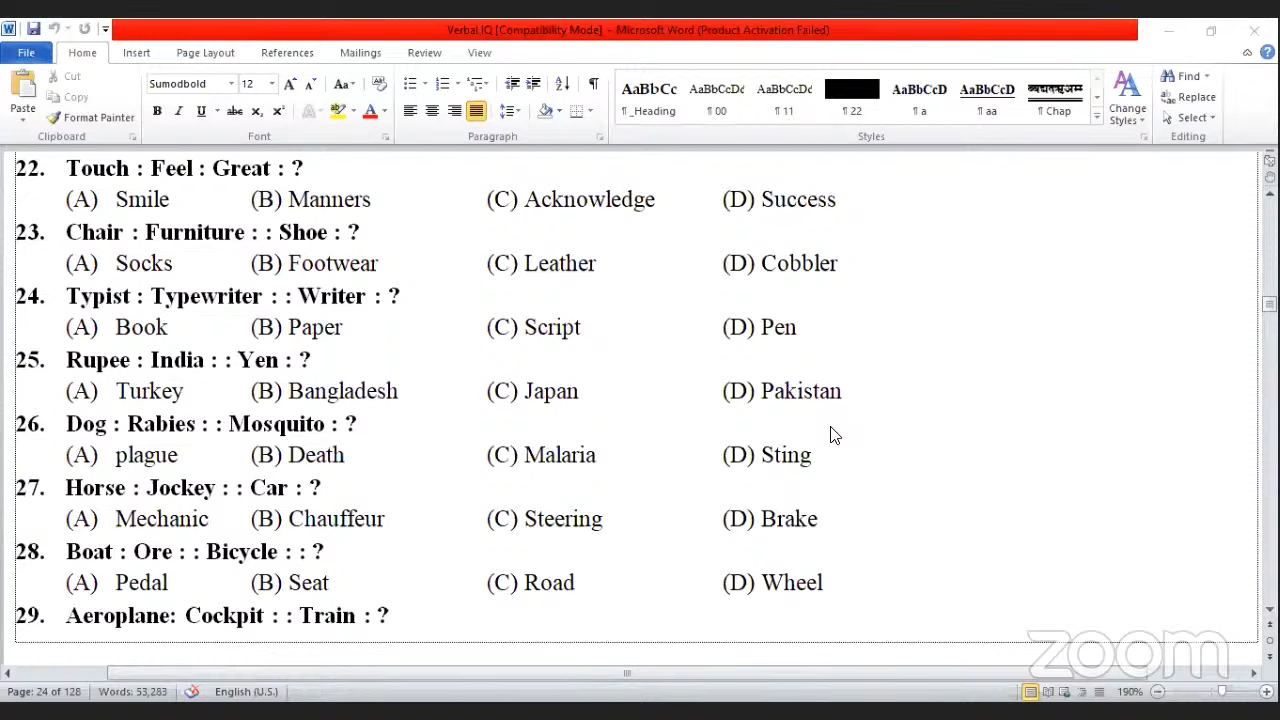 Verbal IQ [Compatibility Mode] - Microsoft Word (Product Activation Failed)
File Home Insert Page Layout References Mailings Review View
Paste
Cut
Copy
Format Painter
Clipboard
Sumodbold 12
Font
Paragraph
AaBbCc AaBbCcDc AaBbCcDc AaBbCcD AaBbCcD
¶ _Heading ¶ 00 ¶ 11 ¶ 22 ¶ a ¶ aa ¶ Chap
Styles
Change Styles
Find
Replace
Select
Editing
22. Touch : Feel : Great : ?
(A) Smile (B) Manners (C) Acknowledge (D) Success
23. Chair : Furniture : : Shoe : ?
(A) Socks (B) Footwear (C) Leather (D) Cobbler
24. Typist : Typewriter : : Writer : ?
(A) Book (B) Paper (C) Script (D) Pen
25. Rupee : India : : Yen : ?
(A) Turkey (B) Bangladesh (C) Japan (D) Pakistan
26. Dog : Rabies : : Mosquito : ?
(A) plague (B) Death (C) Malaria (D) Sting
27. Horse : Jockey : : Car : ?
(A) Mechanic (B) Chauffeur (C) Steering (D) Brake
28. Boat : Ore : : Bicycle : : ?
(A) Pedal (B) Seat (C) Road (D) Wheel
29. Aeroplane: Cockpit : : Train : ?
zoom
Page: 24 of 128 Words: 53,283 English (U.S.) 190%